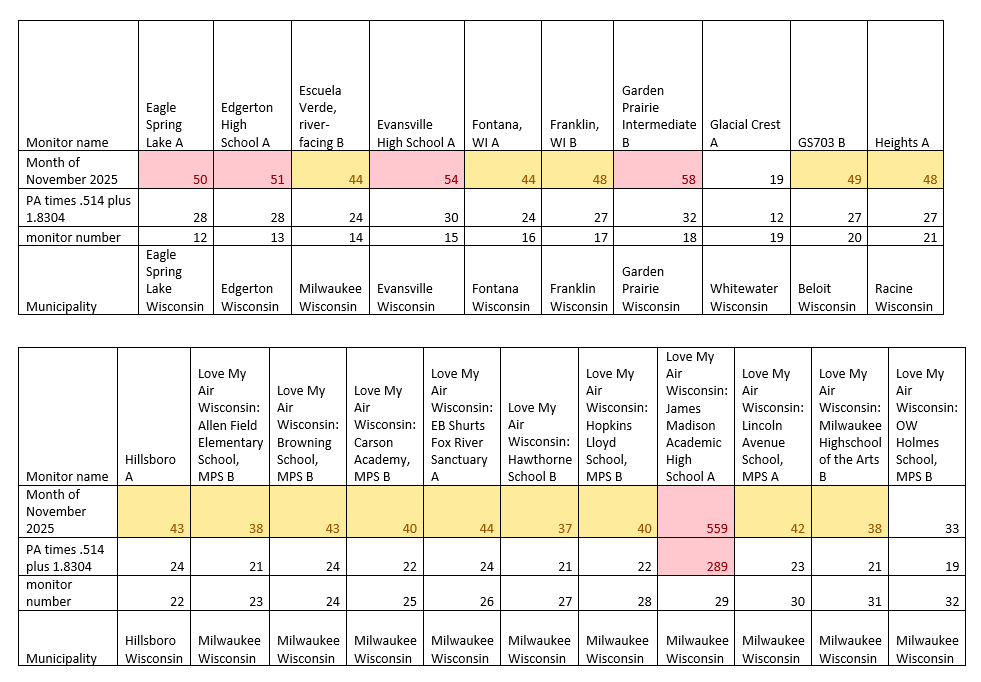 Monitor name | Eagle Spring Lake A | Edgerton High School A | Escuela Verde, river-facing B | Evansville High School A | Fontana, WI A | Franklin, WI B | Garden Prairie Intermediate B | Glacial Crest A | GS703 B | Heights A
Month of November 2025 | 50 | 51 | 44 | 54 | 44 | 48 | 58 | 19 | 49 | 48
PA times .514 plus 1.8304 | 28 | 28 | 24 | 30 | 24 | 27 | 32 | 12 | 27 | 27
monitor number | 12 | 13 | 14 | 15 | 16 | 17 | 18 | 19 | 20 | 21
Municipality | Eagle Spring Lake Wisconsin | Edgerton Wisconsin | Milwaukee Wisconsin | Evansville Wisconsin | Fontana Wisconsin | Franklin Wisconsin | Garden Prairie Wisconsin | Whitewater Wisconsin | Beloit Wisconsin | Racine Wisconsin
Monitor name | Hillsboro A | Love My Air Wisconsin: Allen Field Elementary School, MPS B | Love My Air Wisconsin: Browning School, MPS B | Love My Air Wisconsin: Carson Academy, MPS B | Love My Air Wisconsin: EB Shurts Fox River Sanctuary A | Love My Air Wisconsin: Hawthorne School B | Love My Air Wisconsin: Hopkins Lloyd School, MPS B | Love My Air Wisconsin: James Madison Academic High School A | Love My Air Wisconsin: Lincoln Avenue School, MPS A | Love My Air Wisconsin: Milwaukee Highschool of the Arts B | Love My Air Wisconsin: OW Holmes School, MPS B
Month of November 2025 | 43 | 38 | 43 | 40 | 44 | 37 | 40 | 559 | 42 | 38 | 33
PA times .514 plus 1.8304 | 24 | 21 | 24 | 22 | 24 | 21 | 22 | 289 | 23 | 21 | 19
monitor number | 22 | 23 | 24 | 25 | 26 | 27 | 28 | 29 | 30 | 31 | 32
Municipality | Hillsboro Wisconsin | Milwaukee Wisconsin | Milwaukee Wisconsin | Milwaukee Wisconsin | Milwaukee Wisconsin | Milwaukee Wisconsin | Milwaukee Wisconsin | Milwaukee Wisconsin | Milwaukee Wisconsin | Milwaukee Wisconsin | Milwaukee Wisconsin